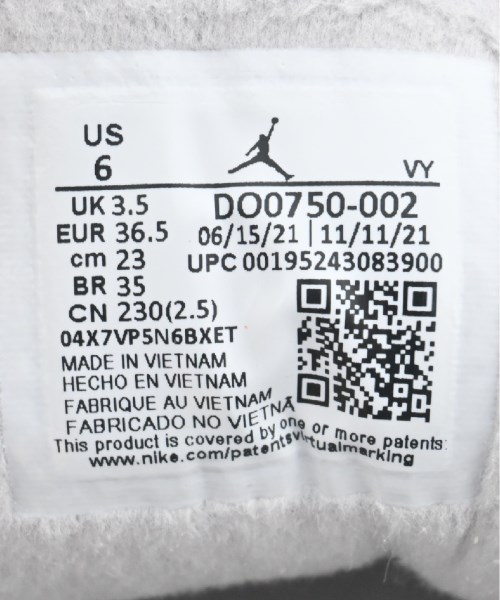 US
6
VY
UK 3.5
EUR 36.5
cm 23
BR 35
CN 230(2.5)
DO0750-002
06/15/21 | 11/11/21
UPC 00195243083900
04X7VP5N6BXET
MADE IN VIETNAM
HECHO EN VIETNAM
FABRIQUE AU VIETNAM
FABRICADO NO VIETNA
This product is covered by one or more patents:
www.nike.com/patentsvirtualmarking